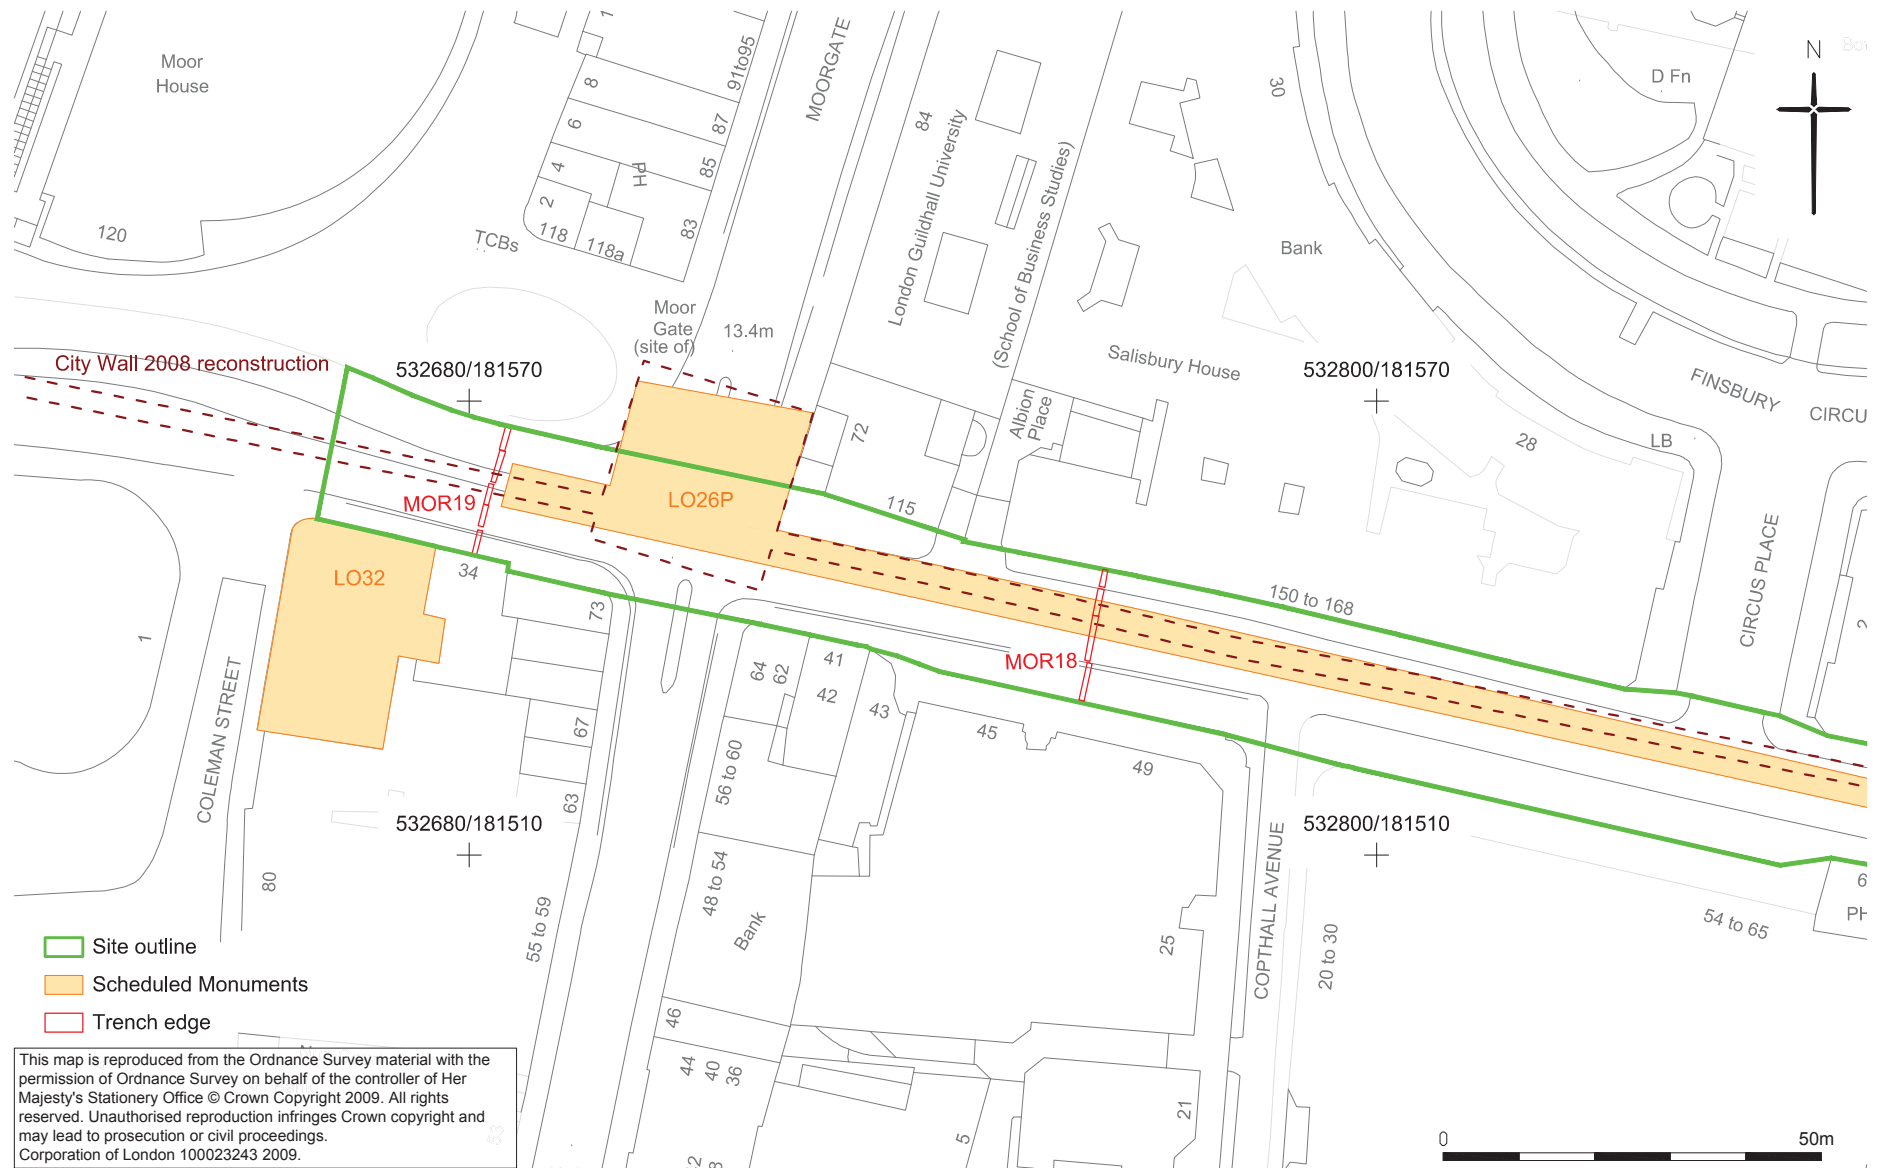 Moor
House
120
8
6
4
2
PH
118
118a
TCBs
91to95
87
85
83
MOORGATE
84
London Guildhall University
(School of Business Studies)
30
Bank
D Fn
N
Moor
Gate
(site of)
13.4m
City Wall 2008 reconstruction
532680/181570
532800/181570
Salisbury House
Albion
Place
72
115
FINSBURY
CIRCU
28
LB
MOR19
LO26P
LO32
34
73
1
COLEMAN STREET
67
63
64
62
41
42
43
45
49
MOR18
150 to 168
CIRCUS PLACE
2
56 to 60
532680/181510
532800/181510
80
55 to 59
48 to 54
Bank
25
COPTHALL AVENUE
20 to 30
54 to 65
6
PH
46
44
40
36
21
5
53
Site outline
Scheduled Monuments
Trench edge
This map is reproduced from the Ordnance Survey material with the
permission of Ordnance Survey on behalf of the controller of Her
Majesty's Stationery Office © Crown Copyright 2009. All rights
reserved. Unauthorised reproduction infringes Crown copyright and
may lead to prosecution or civil proceedings.
Corporation of London 100023243 2009.
0
50m